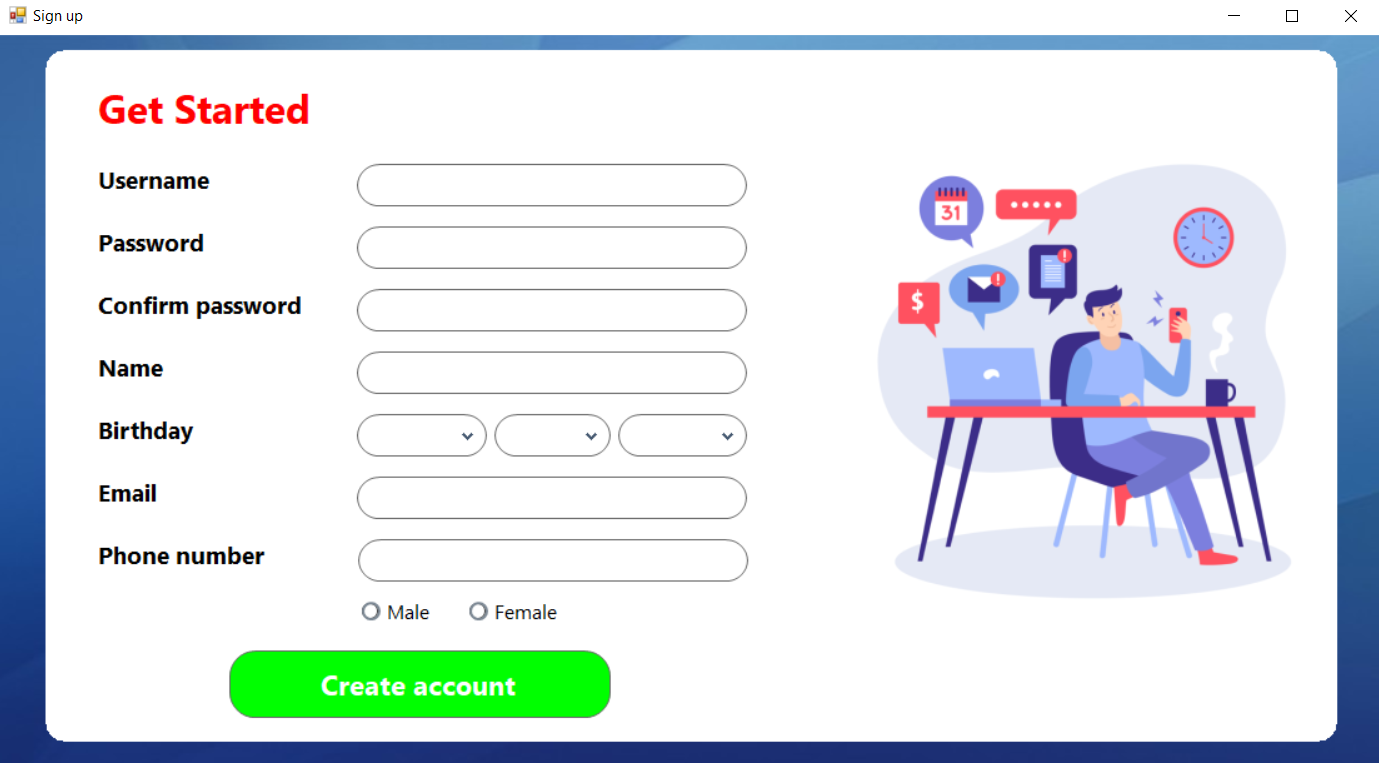 Sign up
Get Started
Username
Password
Confirm password
Name
Birthday
Email
Phone number
Male Female
Create account
31
!
!
$